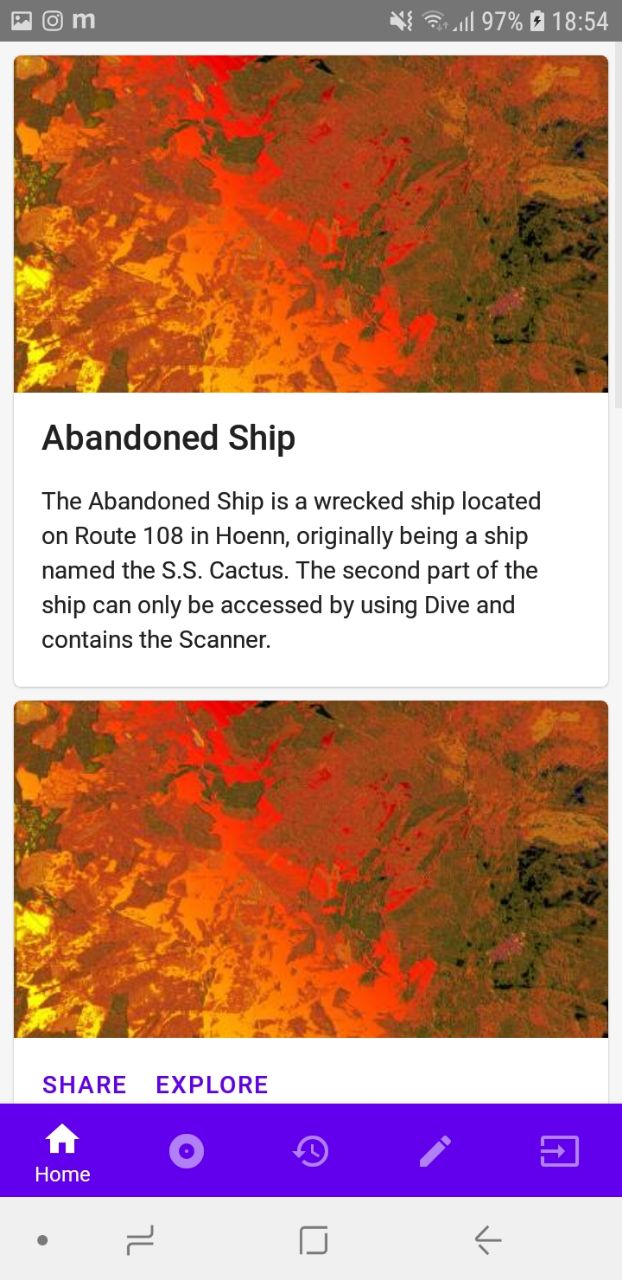 m 97% 18:54
Abandoned Ship
The Abandoned Ship is a wrecked ship located
on Route 108 in Hoenn, originally being a ship
named the S.S. Cactus. The second part of the
ship can only be accessed by using Dive and
contains the Scanner.
SHARE EXPLORE
Home